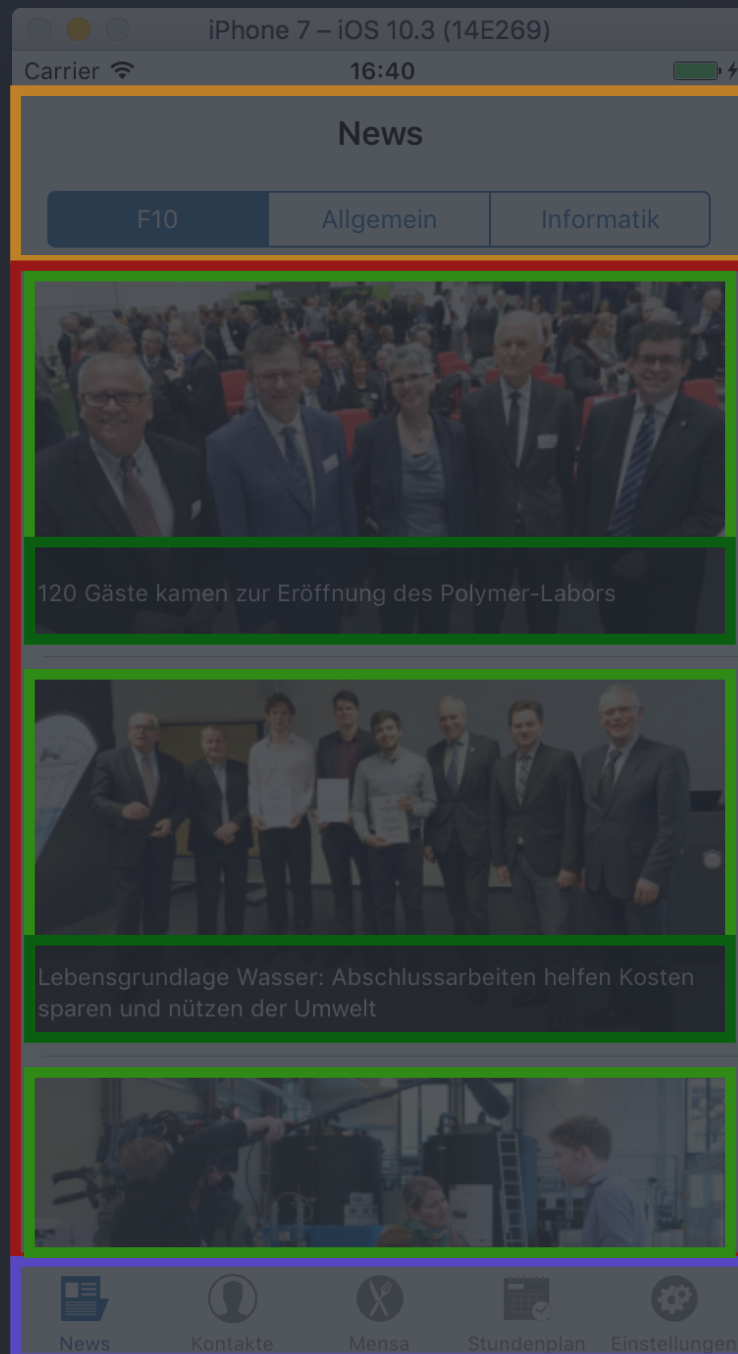 iPhone 7 – iOS 10.3 (14E269)
Carrier 16:40
News
F10 Allgemein Informatik
120 Gäste kamen zur Eröffnung des Polymer-Labors
Lebensgrundlage Wasser: Abschlussarbeiten helfen Kosten
sparen und nützen der Umwelt
News Kontakte Mensa Stundenplan Einstellungen